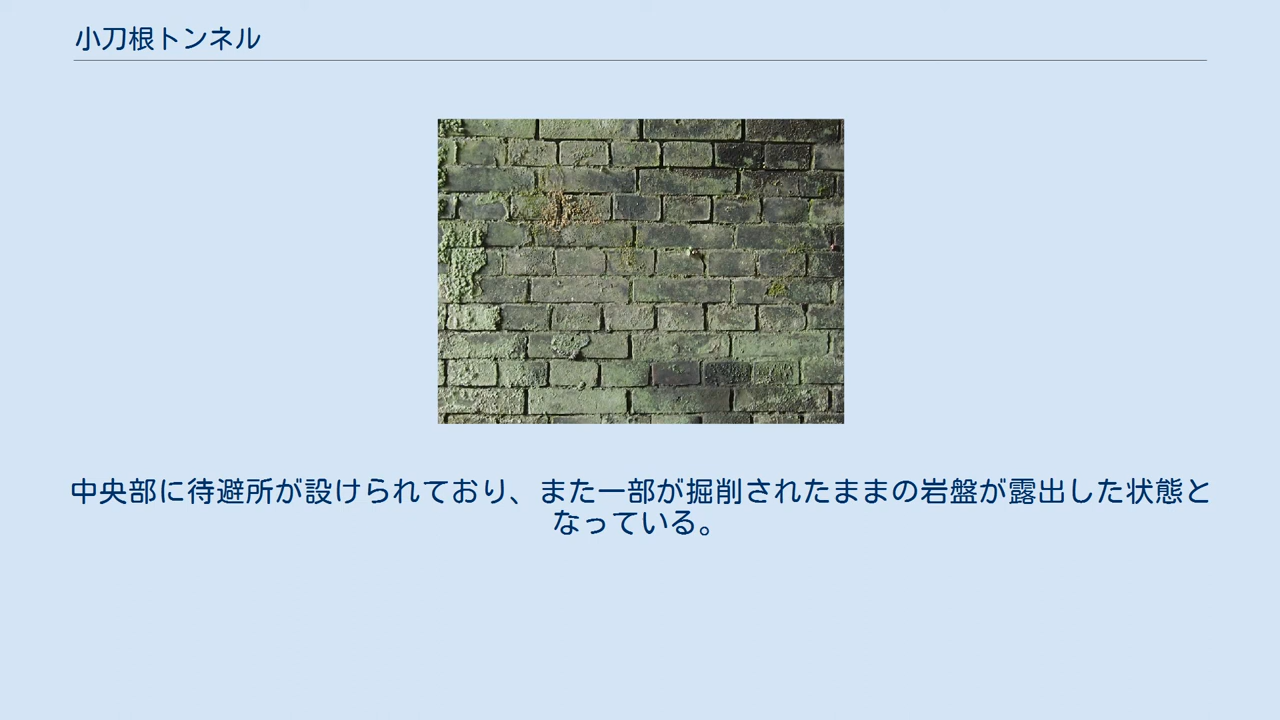 小刀根トンネル
中央部に待避所が設けられており、また一部が掘削されたままの岩盤が露出した状態と
なっている。